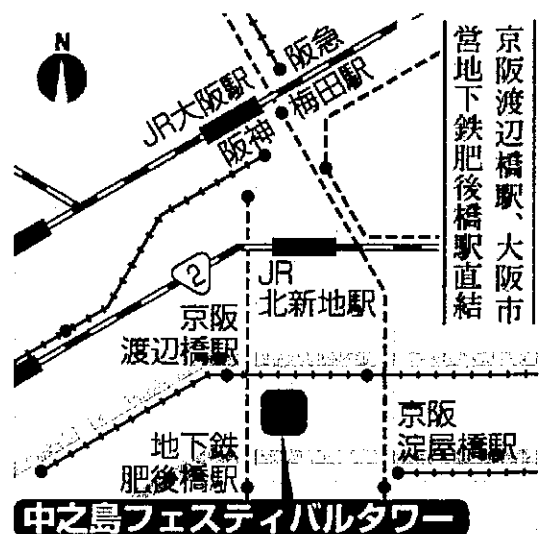 京阪渡辺橋駅、大阪市
営地下鉄肥後橋駅直結
N
阪急
梅田駅
JR大阪駅
阪神
2
JR
北新地駅
京阪
渡辺橋駅
京阪
淀屋橋駅
地下鉄
肥後橋駅
中之島フェスティバルタワー